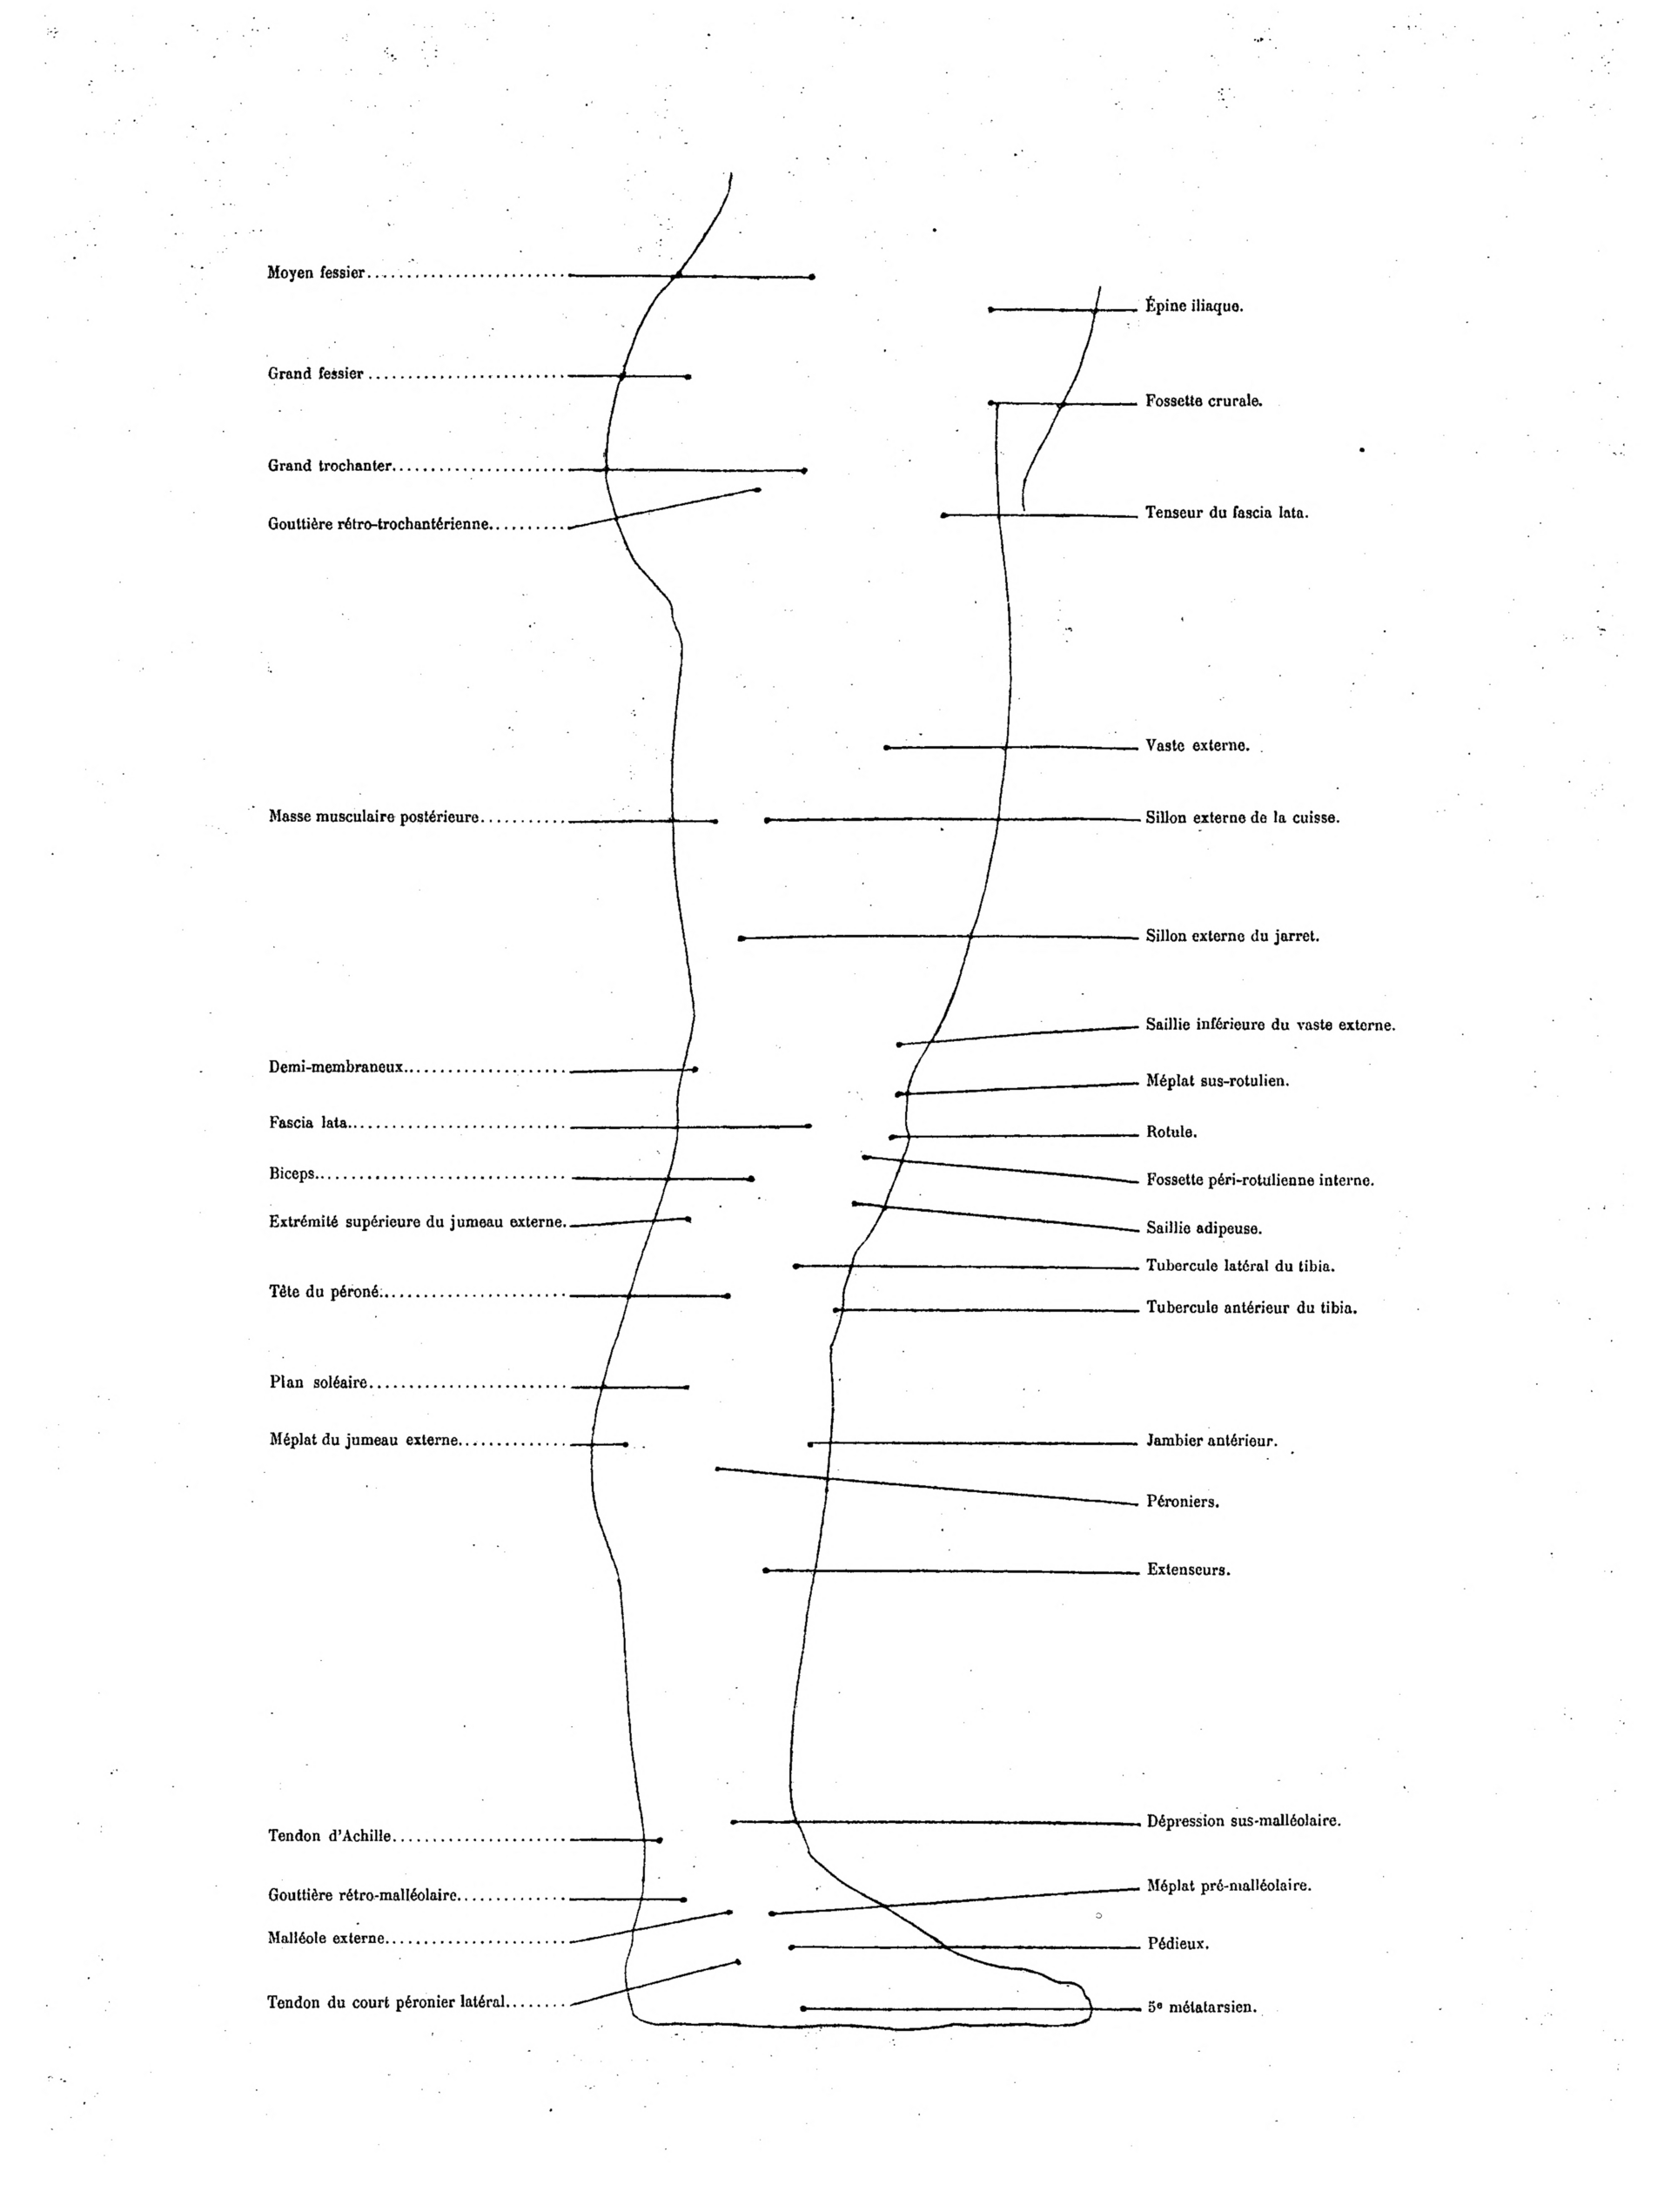 Moyen fessier
Grand fessier
Grand trochanter
Gouttière rétro-trochantérienne
Masse musculaire postérieure
Demi-membraneux
Fascia lata
Biceps
Extrémité supérieure du jumeau externe.
Tête du péroné
Plan soléaire
Méplat du jumeau externe
Tendon d'Achille
Gouttière rétro-malléolaire
Malléole externe
Tendon du court péronier latéral
Épine iliaque.
Fossette crurale.
Tenseur du fascia lata.
Vaste externe.
Sillon externe de la cuisse.
Sillon externe du jarret.
Saillie inférieure du vaste externe.
Méplat sus-rotulien.
Rotule.
Fossette péri-rotulienne interne.
Saillie adipeuse.
Tubercule latéral du tibia.
Tubercule antérieur du tibia.
Jambier antérieur.
Péroniers.
Extenseurs.
Dépression sus-malléolaire.
Méplat pré-malléolaire.
Pédieux.
5e métatarsien.